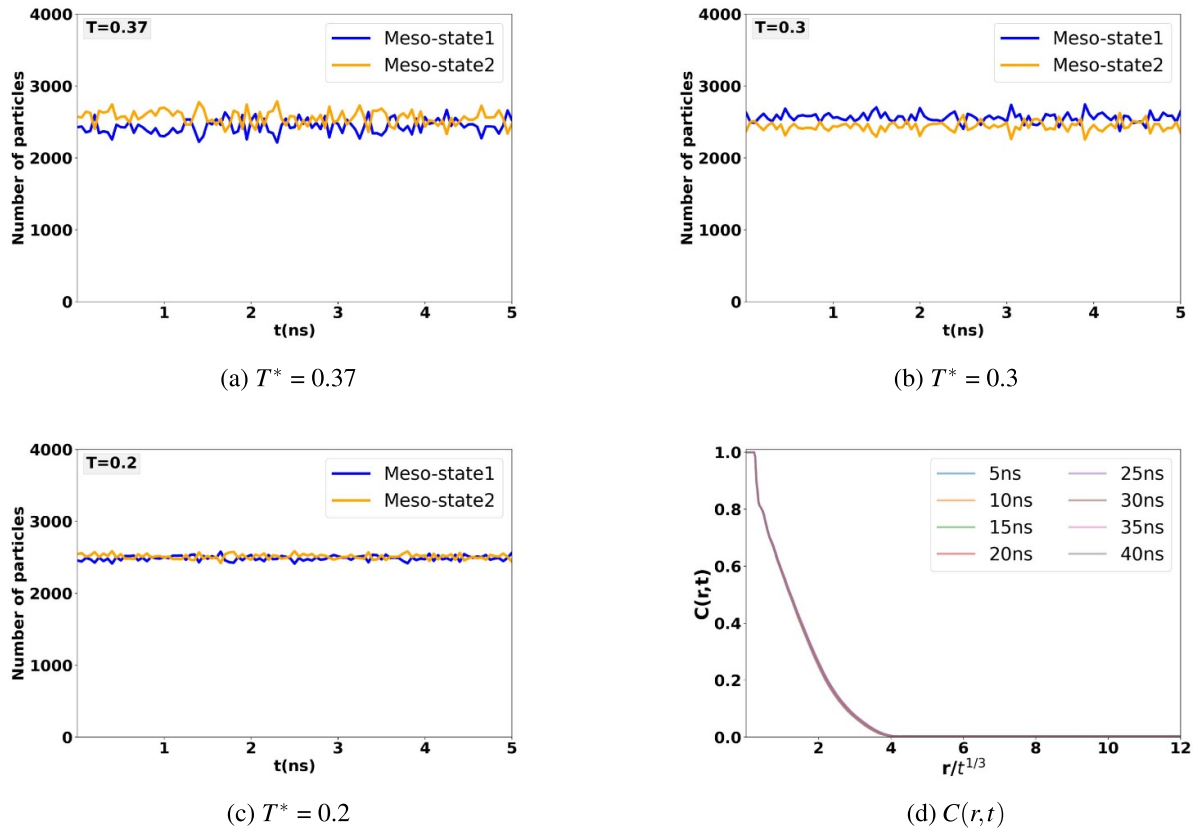 T=0.37
Meso-state1
Meso-state2
Number of particles
4000
3000
2000
1000
0
1 2 3 4 5
t(ns)
(a) T* = 0.37
T=0.3
Meso-state1
Meso-state2
Number of particles
4000
3000
2000
1000
0
1 2 3 4 5
t(ns)
(b) T* = 0.3
T=0.2
Meso-state1
Meso-state2
Number of particles
4000
3000
2000
1000
0
1 2 3 4 5
t(ns)
(c) T* = 0.2
5ns 25ns
10ns 30ns
15ns 35ns
20ns 40ns
C(r,t)
1.0
0.8
0.6
0.4
0.2
0.0
2 4 6 8 10 12
r/t^{1/3}
(d) C(r,t)